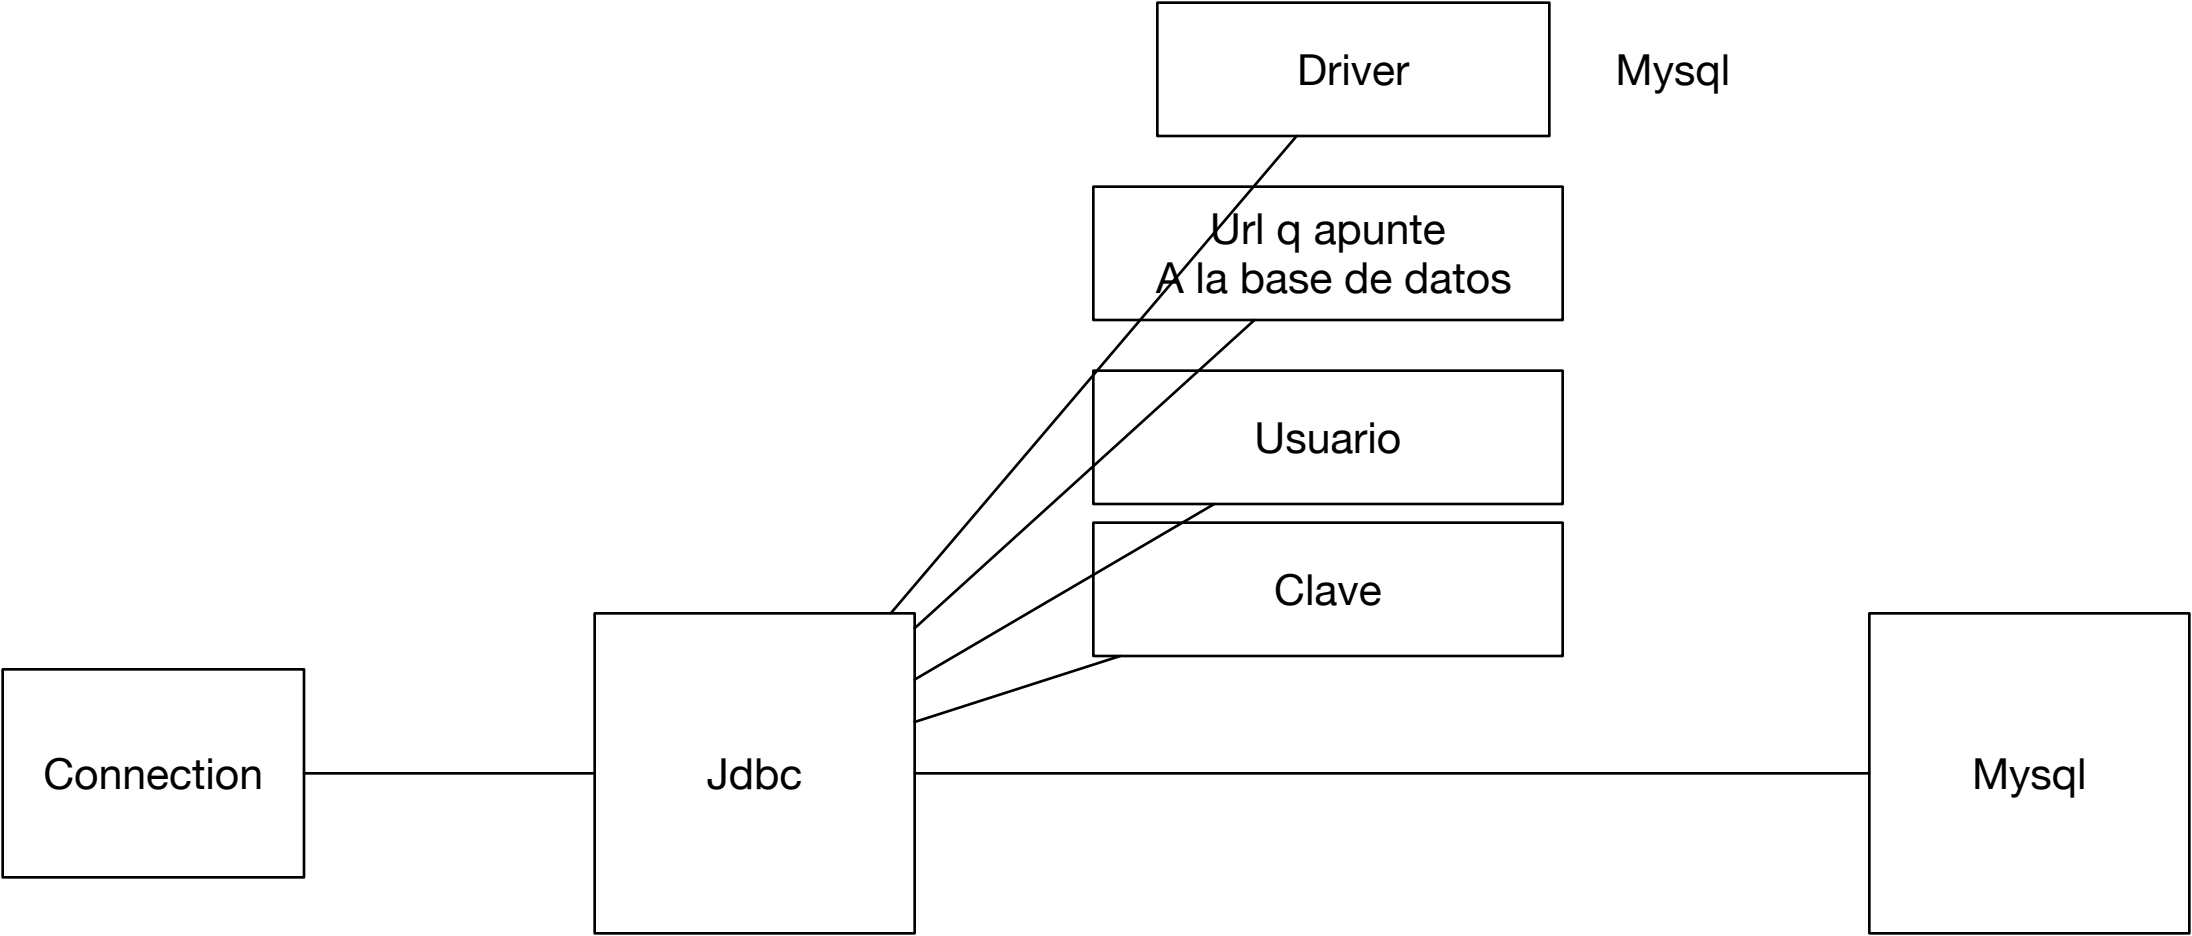 Driver
Mysql
Url q apunte
A la base de datos
Usuario
Clave
Connection
Jdbc
Mysql